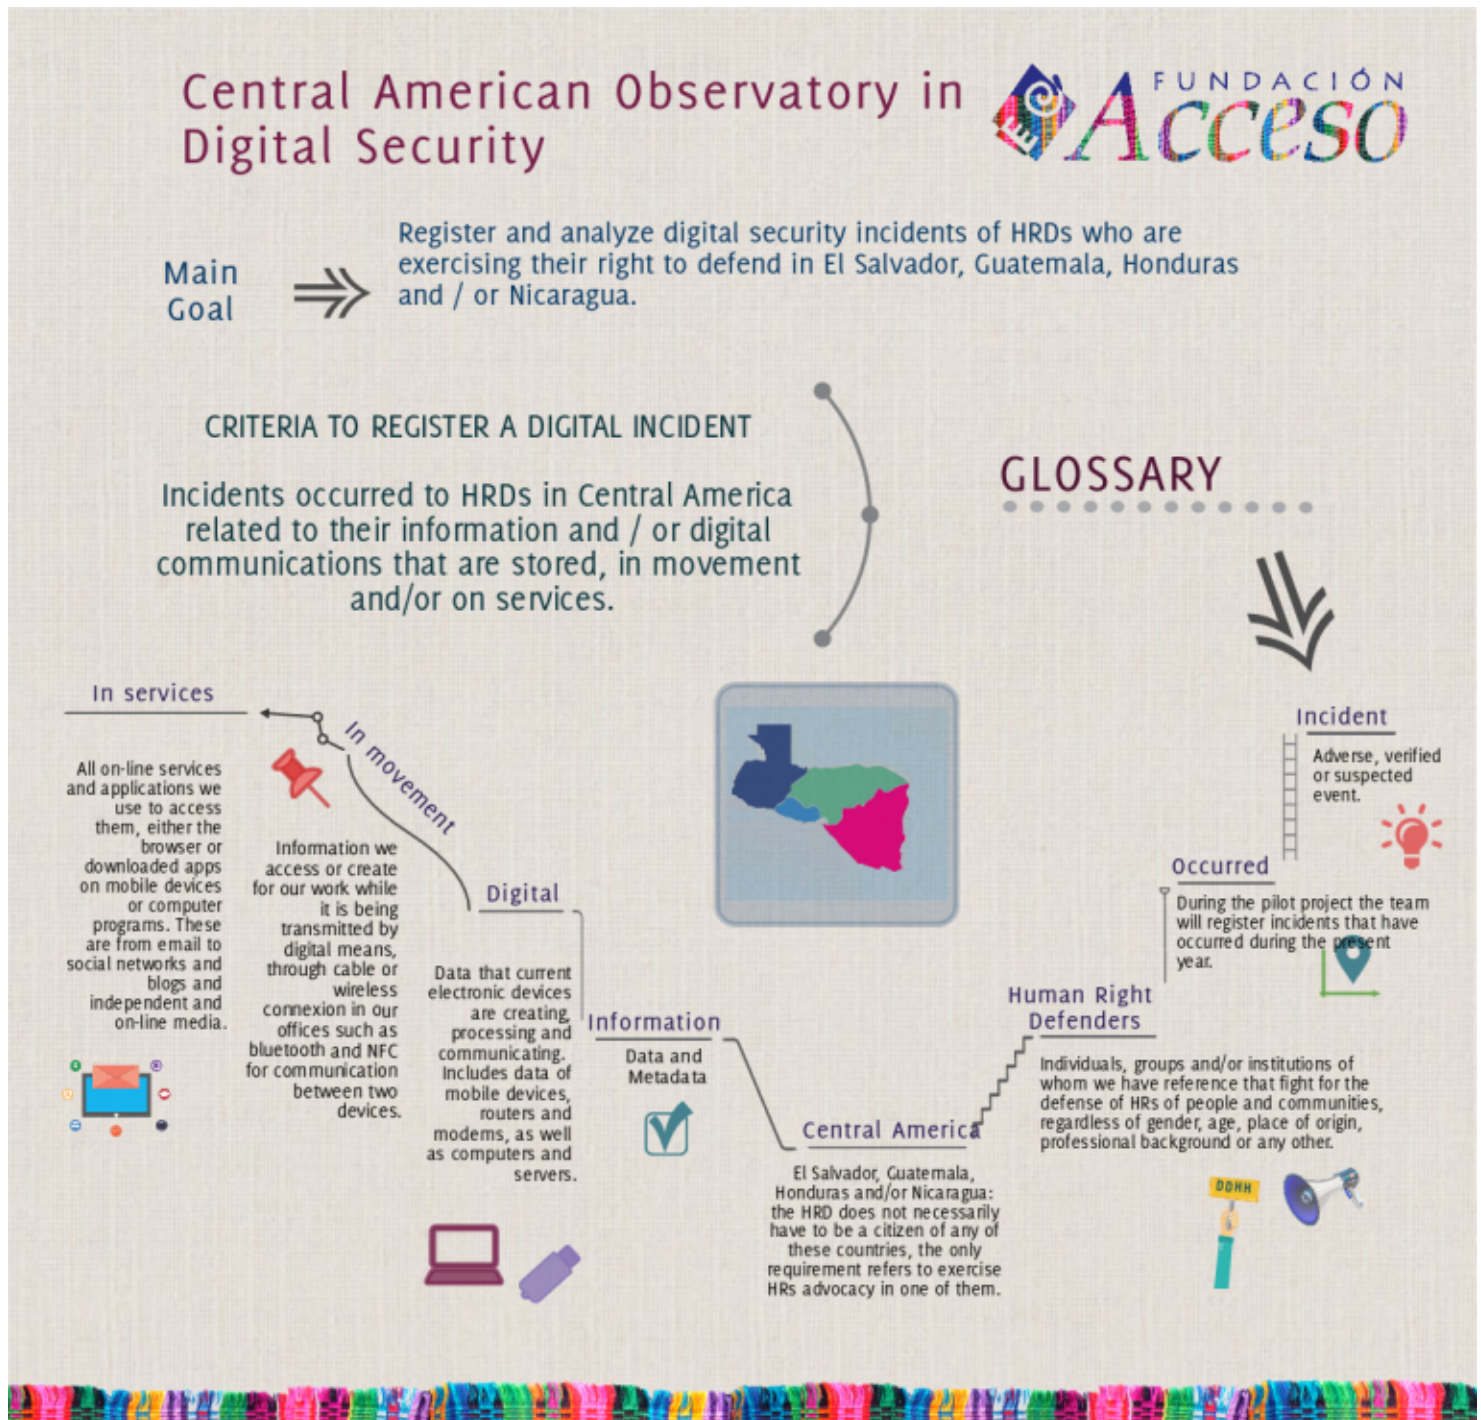 Central American Observatory in
Digital Security
FUNDACIÓN
Acceso
Main
Goal
Register and analyze digital security incidents of HRDs who are
exercising their right to defend in El Salvador, Guatemala, Honduras
and / or Nicaragua.
CRITERIA TO REGISTER A DIGITAL INCIDENT
Incidents occurred to HRDs in Central America
related to their information and / or digital
communications that are stored, in movement
and/or on services.
GLOSSARY
Incident
Adverse, verified
or suspected
event.
Occurred
During the pilot project the team
will register incidents that have
occurred during the present
year.
Human Right
Defenders
Individuals, groups and/or institutions of
whom we have reference that fight for the
defense of HRs of people and communities,
regardless of gender, age, place of origin,
professional background or any other.
DDHH
Central America
El Salvador, Guatemala,
Honduras and/or Nicaragua:
the HRD does not necessarily
have to be a citizen of any of
these countries, the only
requirement refers to exercise
HRs advocacy in one of them.
Information
Data and
Metadata
Digital
Data that current
electronic devices
are creating,
processing and
communicating.
Includes data of
mobile devices,
routers and
modems, as well
as computers and
servers.
In movement
Information we
access or create
for our work while
it is being
transmitted by
digital means,
through cable or
wireless
connexion in our
offices such as
bluetooth and NFC
for communication
between two
devices.
In services
All on-line services
and applications we
use to access
them, either the
browser or
downloaded apps
on mobile devices
or computer
programs. These
are from email to
social networks and
blogs and
independent and
on-line media.